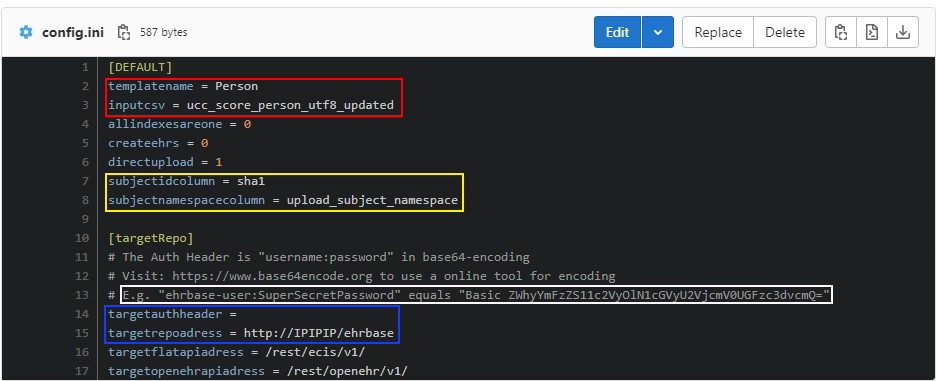 config.ini 587 bytes Edit Replace Delete
1 [DEFAULT]
2 templatename = Person
3 inputcsv = ucc_score_person_utf8_updated
4 allindexesareone = 0
5 createehrs = 0
6 directupload = 1
7 subjectidcolumn = sha1
8 subjectnamespacecolumn = upload_subject_namespace
9
10 [targetRepo]
11 # The Auth Header is "username:password" in base64-encoding
12 # Visit: https://www.base64encode.org to use a online tool for encoding
13 # E.g. "ehrbase-user:SuperSecretPassword" equals "Basic ZWhyYmFzZS11c2VyOlN1cGVyU2VjcmV0UGFzc3dvcmQ="
14 targetauthheader =
15 targetrepoadress = http://IPIPIP/ehrbase
16 targetflatapiadress = /rest/ecis/v1/
17 targetopenehrapiadress = /rest/openehr/v1/